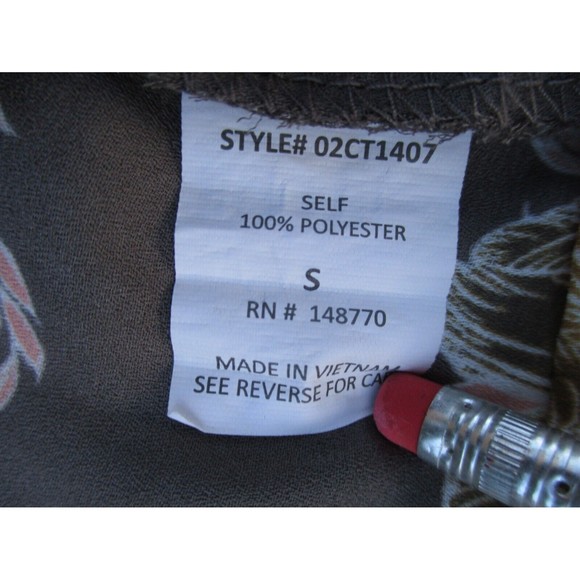 STYLE# 02CT1407
SELF
100% POLYESTER
S
RN # 148770
MADE IN VIETNAM
SEE REVERSE FOR